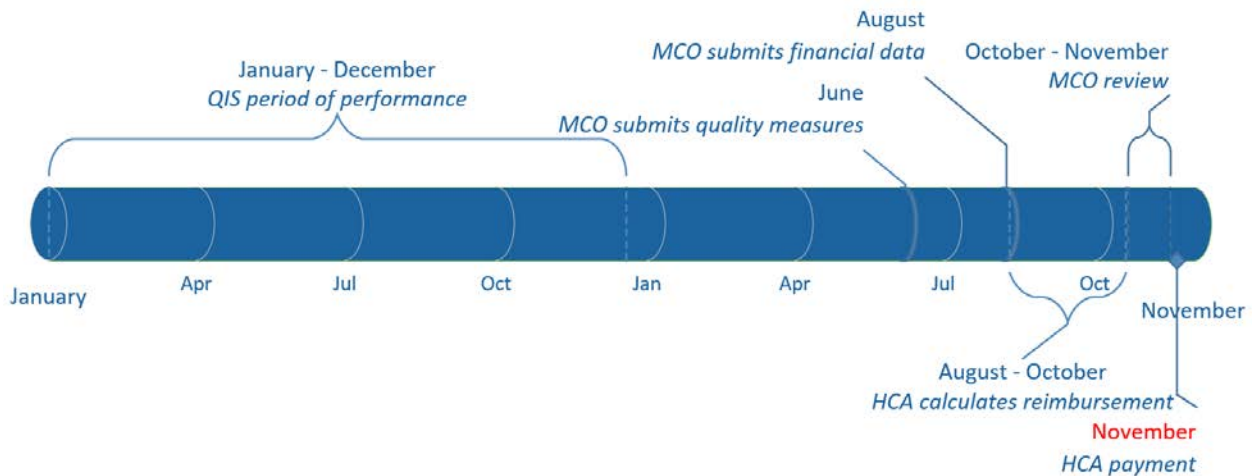 August
MCO submits financial data
October - November
MCO review
January - December
QIS period of performance
June
MCO submits quality measures
January
Apr
Jul
Oct
Jan
Apr
Jul
Oct
November
August - October
HCA calculates reimbursement
November
HCA payment